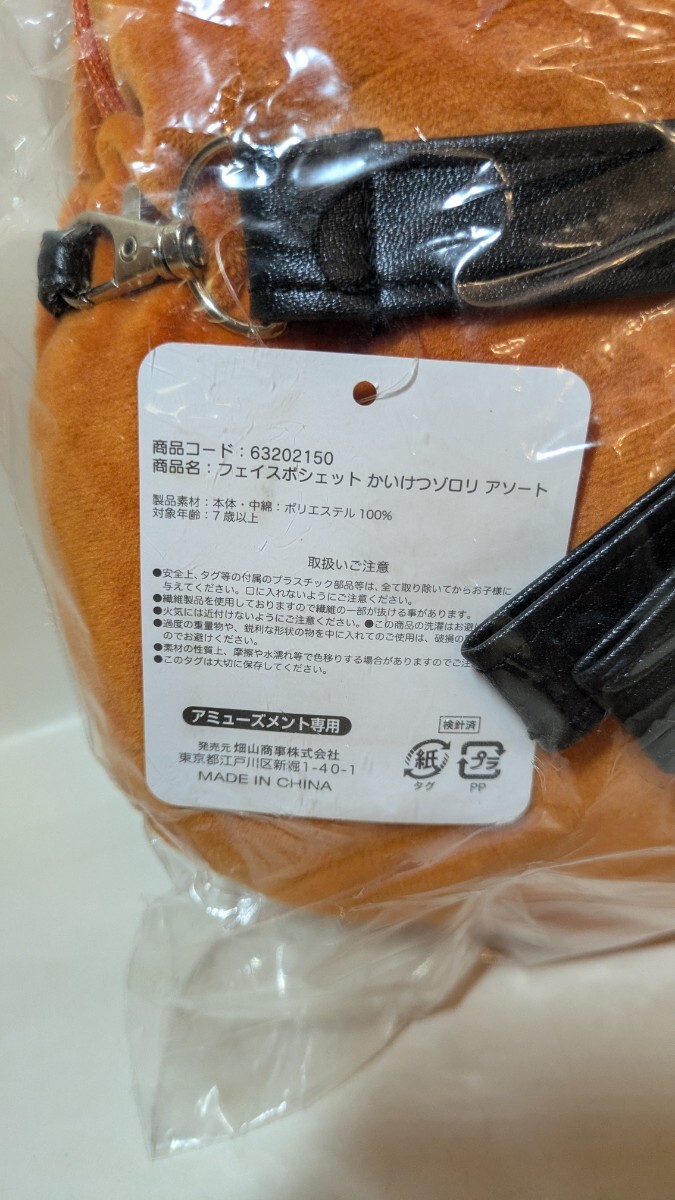 商品コード：63202150
商品名：フェイスポシェット かいけつゾロリ アソート
製品素材：本体・中綿：ポリエステル100%
対象年齢：7歳以上
取扱いご注意
●安全上、タグ等の付属のプラスチック部品等は、全て取り除いてからお子様に
与えてください。口に入れないようにご注意ください。
●繊維製品を使用しておりますので繊維の一部が抜ける事があります。
●火気には近付けないようにご注意ください。●この商品の洗濯はお避
●過度の重量物や、鋭利な形状の物を中に入れてのご使用は、破損の
のでお避けください。
●素材の性質上、摩擦や水濡れ等で色移りする場合がありますのでご注
●このタグは大切に保存してください。
アミューズメント専用
検針済
発売元 畑山商事株式会社
東京都江戸川区新堀1-40-1
MADE IN CHINA
紙
タグ
プラ
PP